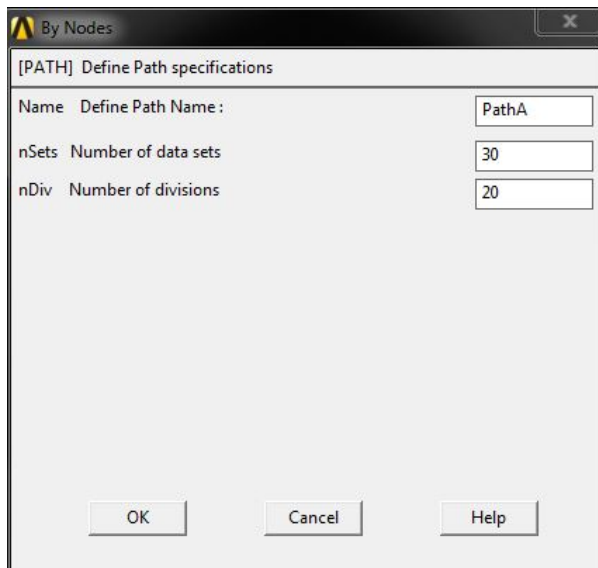 By Nodes
[PATH] Define Path specifications
Name Define Path Name : PathA
nSets Number of data sets 30
nDiv Number of divisions 20
OK Cancel Help